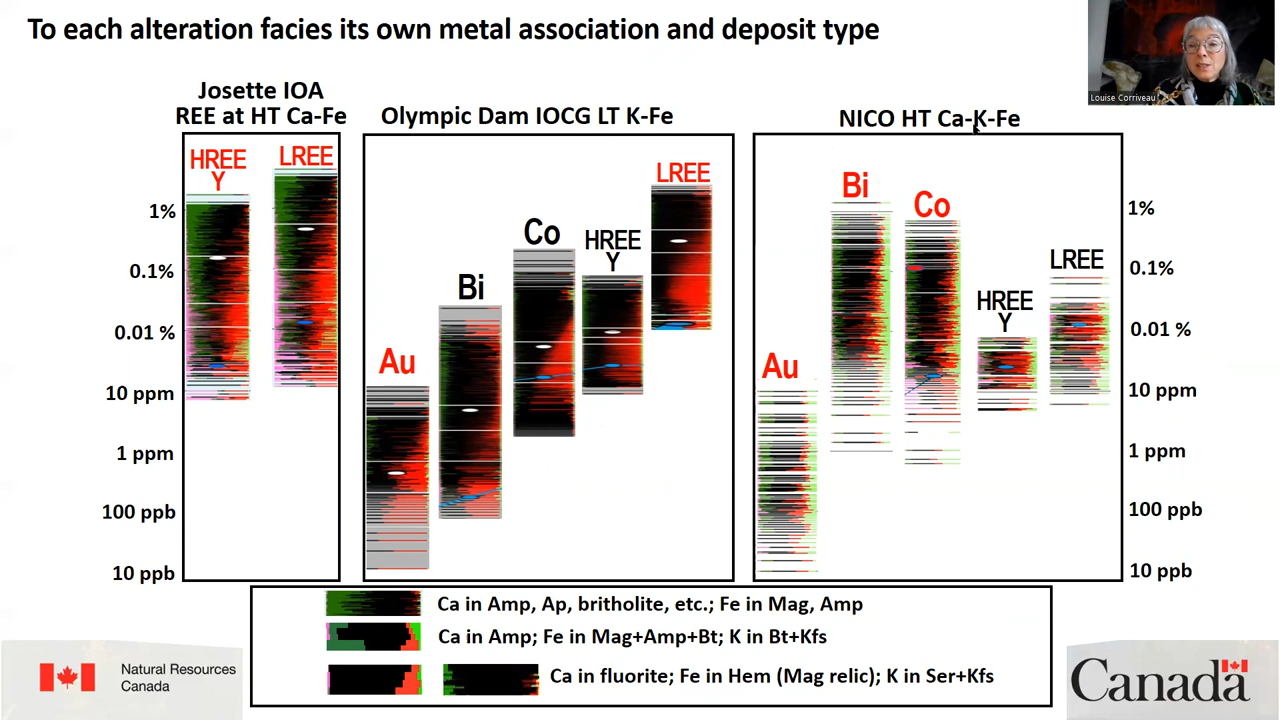 To each alteration facies its own metal association and deposit type
Louise Corriveau
Josette IOA
REE at HT Ca-Fe
Olympic Dam IOCG LT K-Fe
NICO HT Ca-K-Fe
HREE
Y
LREE
1%
0.1%
0.01 %
10 ppm
1 ppm
100 ppb
10 ppb
Au
Bi
Co
HREE
Y
LREE
Au
Bi
Co
HREE
Y
LREE
1%
0.1%
0.01 %
10 ppm
1 ppm
100 ppb
10 ppb
Ca in Amp, Ap, britholite, etc.; Fe in Mag, Amp
Ca in Amp; Fe in Mag+Amp+Bt; K in Bt+Kfs
Ca in fluorite; Fe in Hem (Mag relic); K in Ser+Kfs
Natural Resources
Canada
Canada